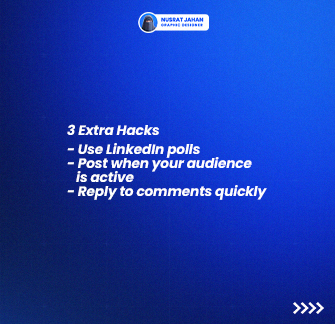 NUSRAT JAHAN
GRAPHIC DESIGNER
3 Extra Hacks
- Use LinkedIn polls
- Post when your audience
is active
- Reply to comments quickly